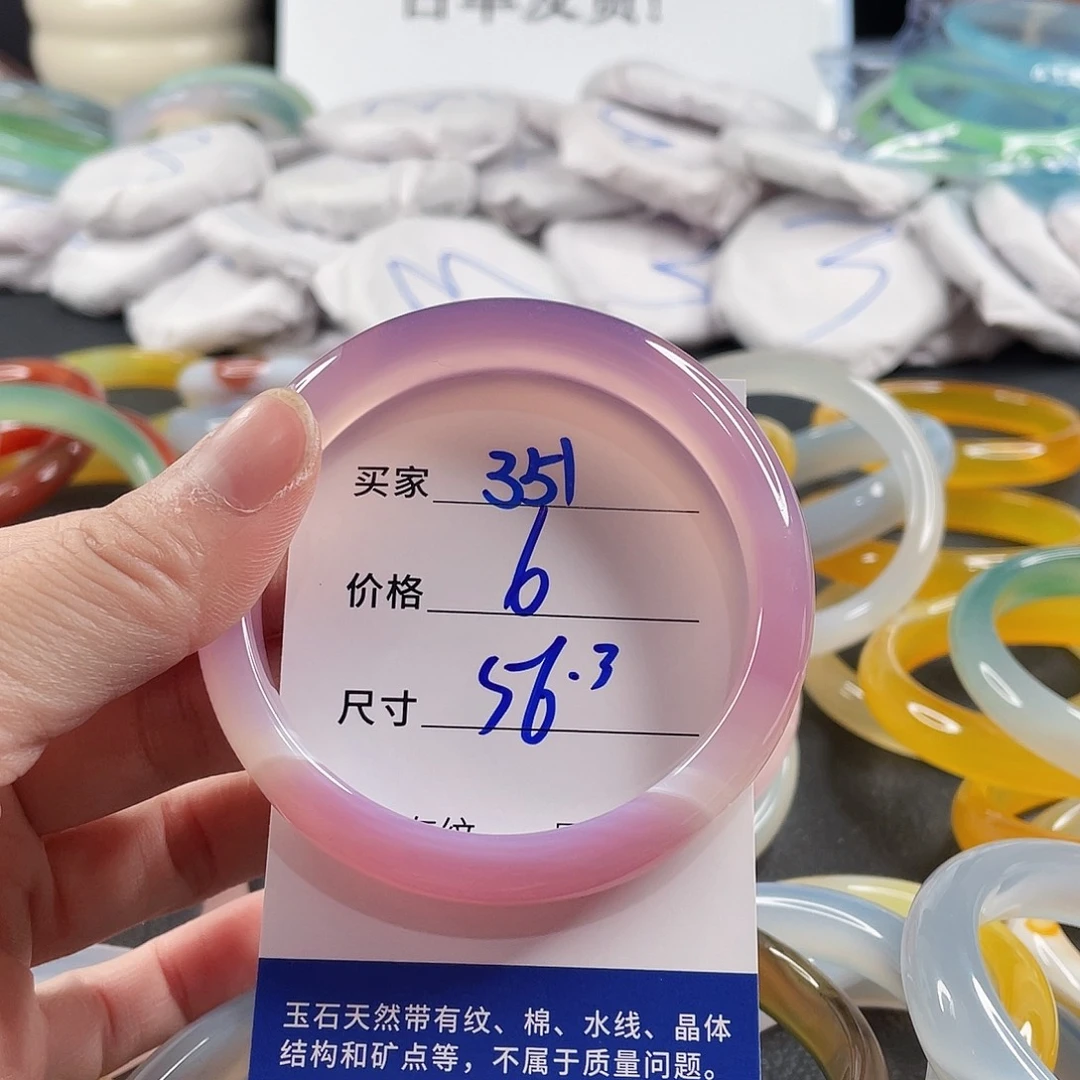 买家 351
价格 6
尺寸 56.3
玉石天然带有纹、棉、水线、晶体
结构和矿点等，不属于质量问题。